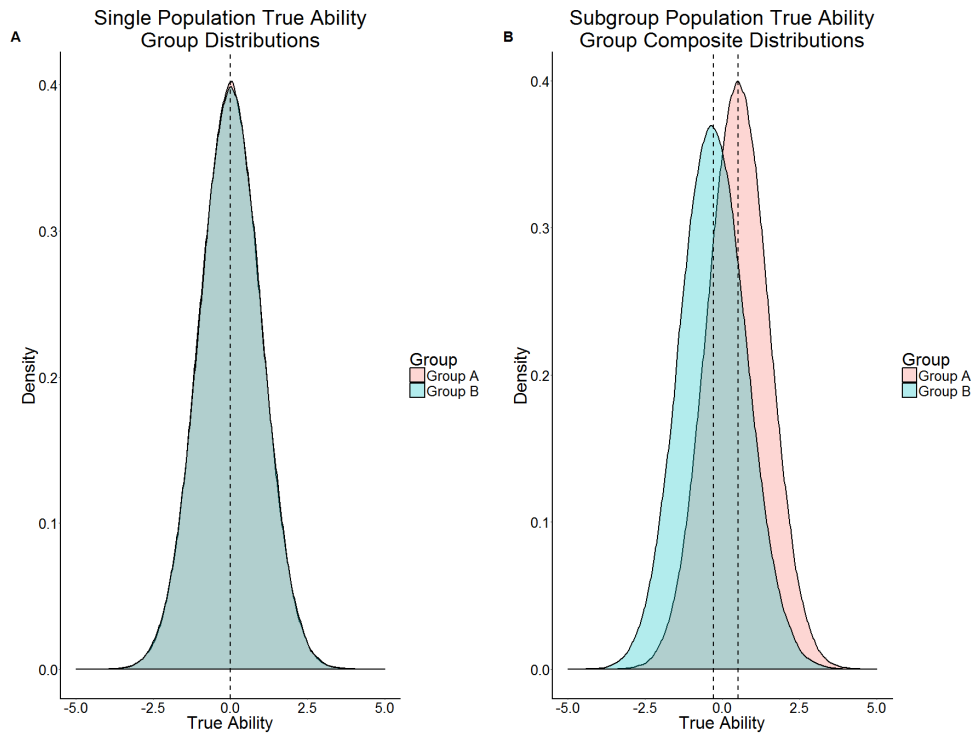 A
Single Population True Ability
Group Distributions
0.4
0.3
0.2
0.1
0.0
Density
-5.0 -2.5 0.0 2.5 5.0
True Ability
Group
Group A
Group B
B
Subgroup Population True Ability
Group Composite Distributions
0.4
0.3
0.2
0.1
0.0
Density
-5.0 -2.5 0.0 2.5 5.0
True Ability
Group
Group A
Group B